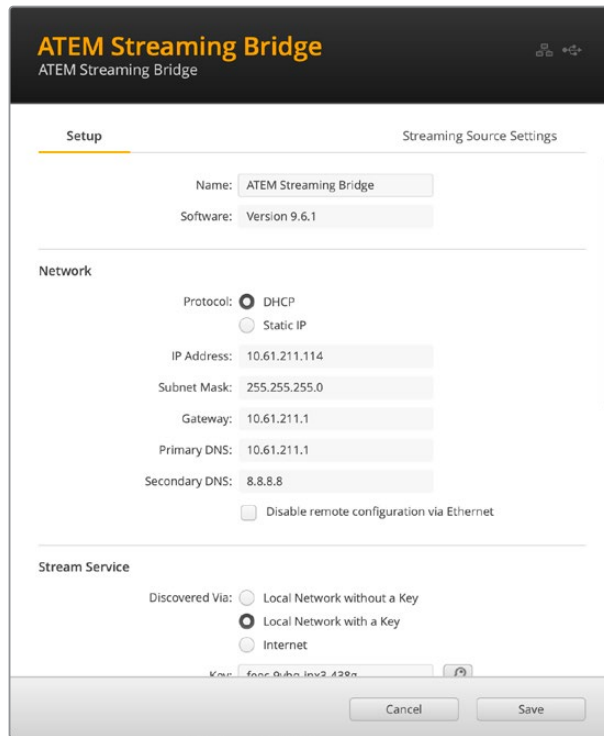 ATEM Streaming Bridge
ATEM Streaming Bridge
Setup Streaming Source Settings
Name: ATEM Streaming Bridge
Software: Version 9.6.1
Network
Protocol: DHCP
Static IP
IP Address: 10.61.211.114
Subnet Mask: 255.255.255.0
Gateway: 10.61.211.1
Primary DNS: 10.61.211.1
Secondary DNS: 8.8.8.8
Disable remote configuration via Ethernet
Stream Service
Discovered Via: Local Network without a Key
Local Network with a Key
Internet
Key:
Cancel Save